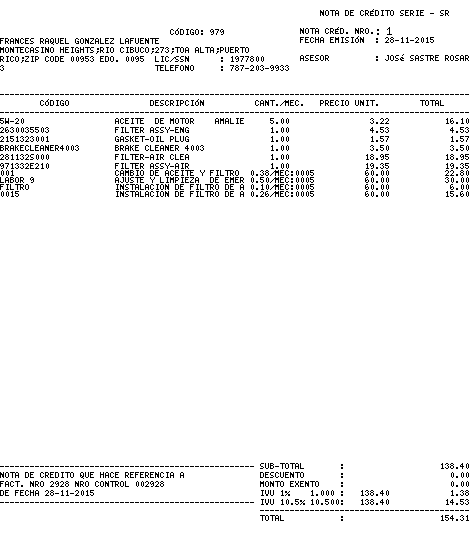 NOTA DE CRÉDITO SERIE - SR
CÓDIGO: 979 NOTA CRÉD. NRO.: 1
FRANCES RAQUEL GONZALEZ LAFUENTE FECHA EMISIÓN : 28-11-2015
MONTECASINO HEIGHTS;RIO CIBUCO;273;TOA ALTA;PUERTO
RICO;ZIP CODE 00953 EDO. 0095 LIC/SSN : 1977800 ASESOR : JOSÉ SASTRE ROSAR
3 TELEFONO : 787-203-9933
CÓDIGO DESCRIPCIÓN CANT./MEC. PRECIO UNIT. TOTAL
5W-20 ACEITE DE MOTOR AMALIE 5.00 3.22 16.10
2630035503 FILTER ASSY-ENG 1.00 4.53 4.53
2151323001 GASKET-OIL PLUG 1.00 1.57 1.57
BRAKECLEANER4003 BRAKE CLEANER 4003 1.00 3.50 3.50
281132S000 FILTER-AIR CLEA 1.00 18.95 18.95
971332E210 FILTER ASSY-AIR 1.00 19.35 19.35
001 CAMBIO DE ACEITE Y FILTRO 0.38/MEC:0005 60.00 22.80
LABOR 9 AJUSTE Y LIMPIEZA DE EMER 0.50/MEC:0005 60.00 30.00
FILTRO INSTALACION DE FILTRO DE A 0.10/MEC:0005 60.00 6.00
0015 INSTALACION DE FILTRO DE A 0.26/MEC:0005 60.00 15.60
SUB-TOTAL : 138.40
NOTA DE CREDITO QUE HACE REFERENCIA A DESCUENTO : 0.00
FACT. NRO 2928 NRO CONTROL 002928 MONTO EXENTO : 0.00
DE FECHA 28-11-2015 IVU 1% 1.000 : 138.40 1.38
IVU 10.5% 10.500: 138.40 14.53
TOTAL : 154.31